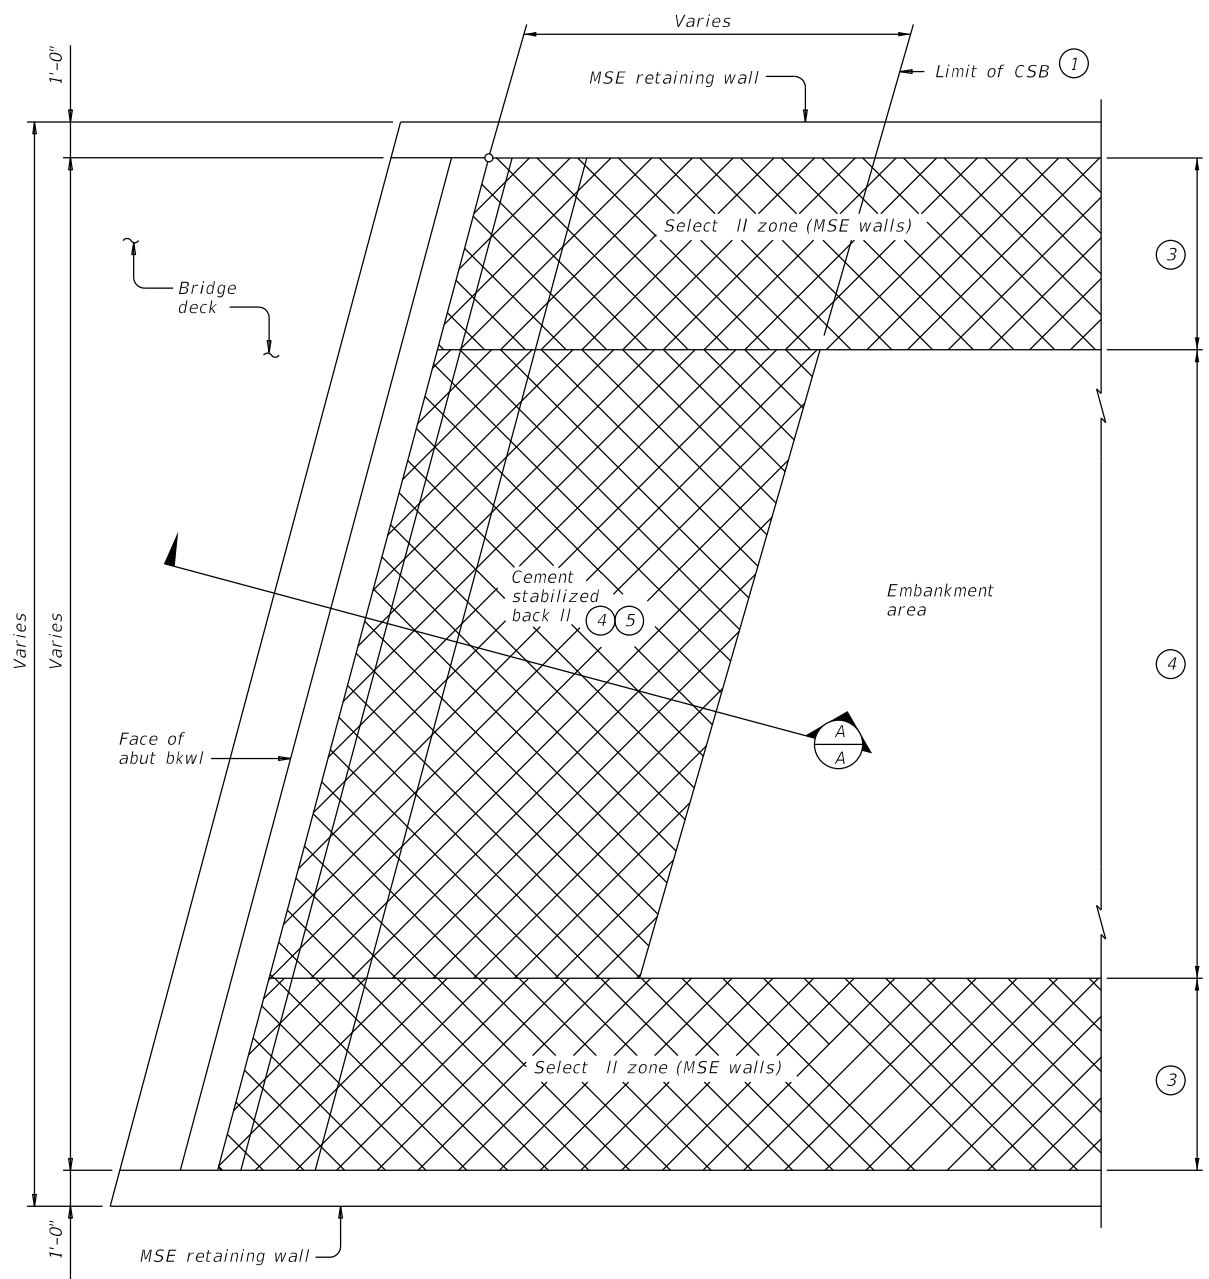 Varies
1'-0"
MSE retaining wall
Limit of CSB 1
Select ll zone (MSE walls)
3
Bridge
deck
Cement
stabilized
back ll 4 5
Embankment
area
Varies
Varies
4
A
A
Face of
abut bkwl
Select ll zone (MSE walls)
3
1'-0"
MSE retaining wall